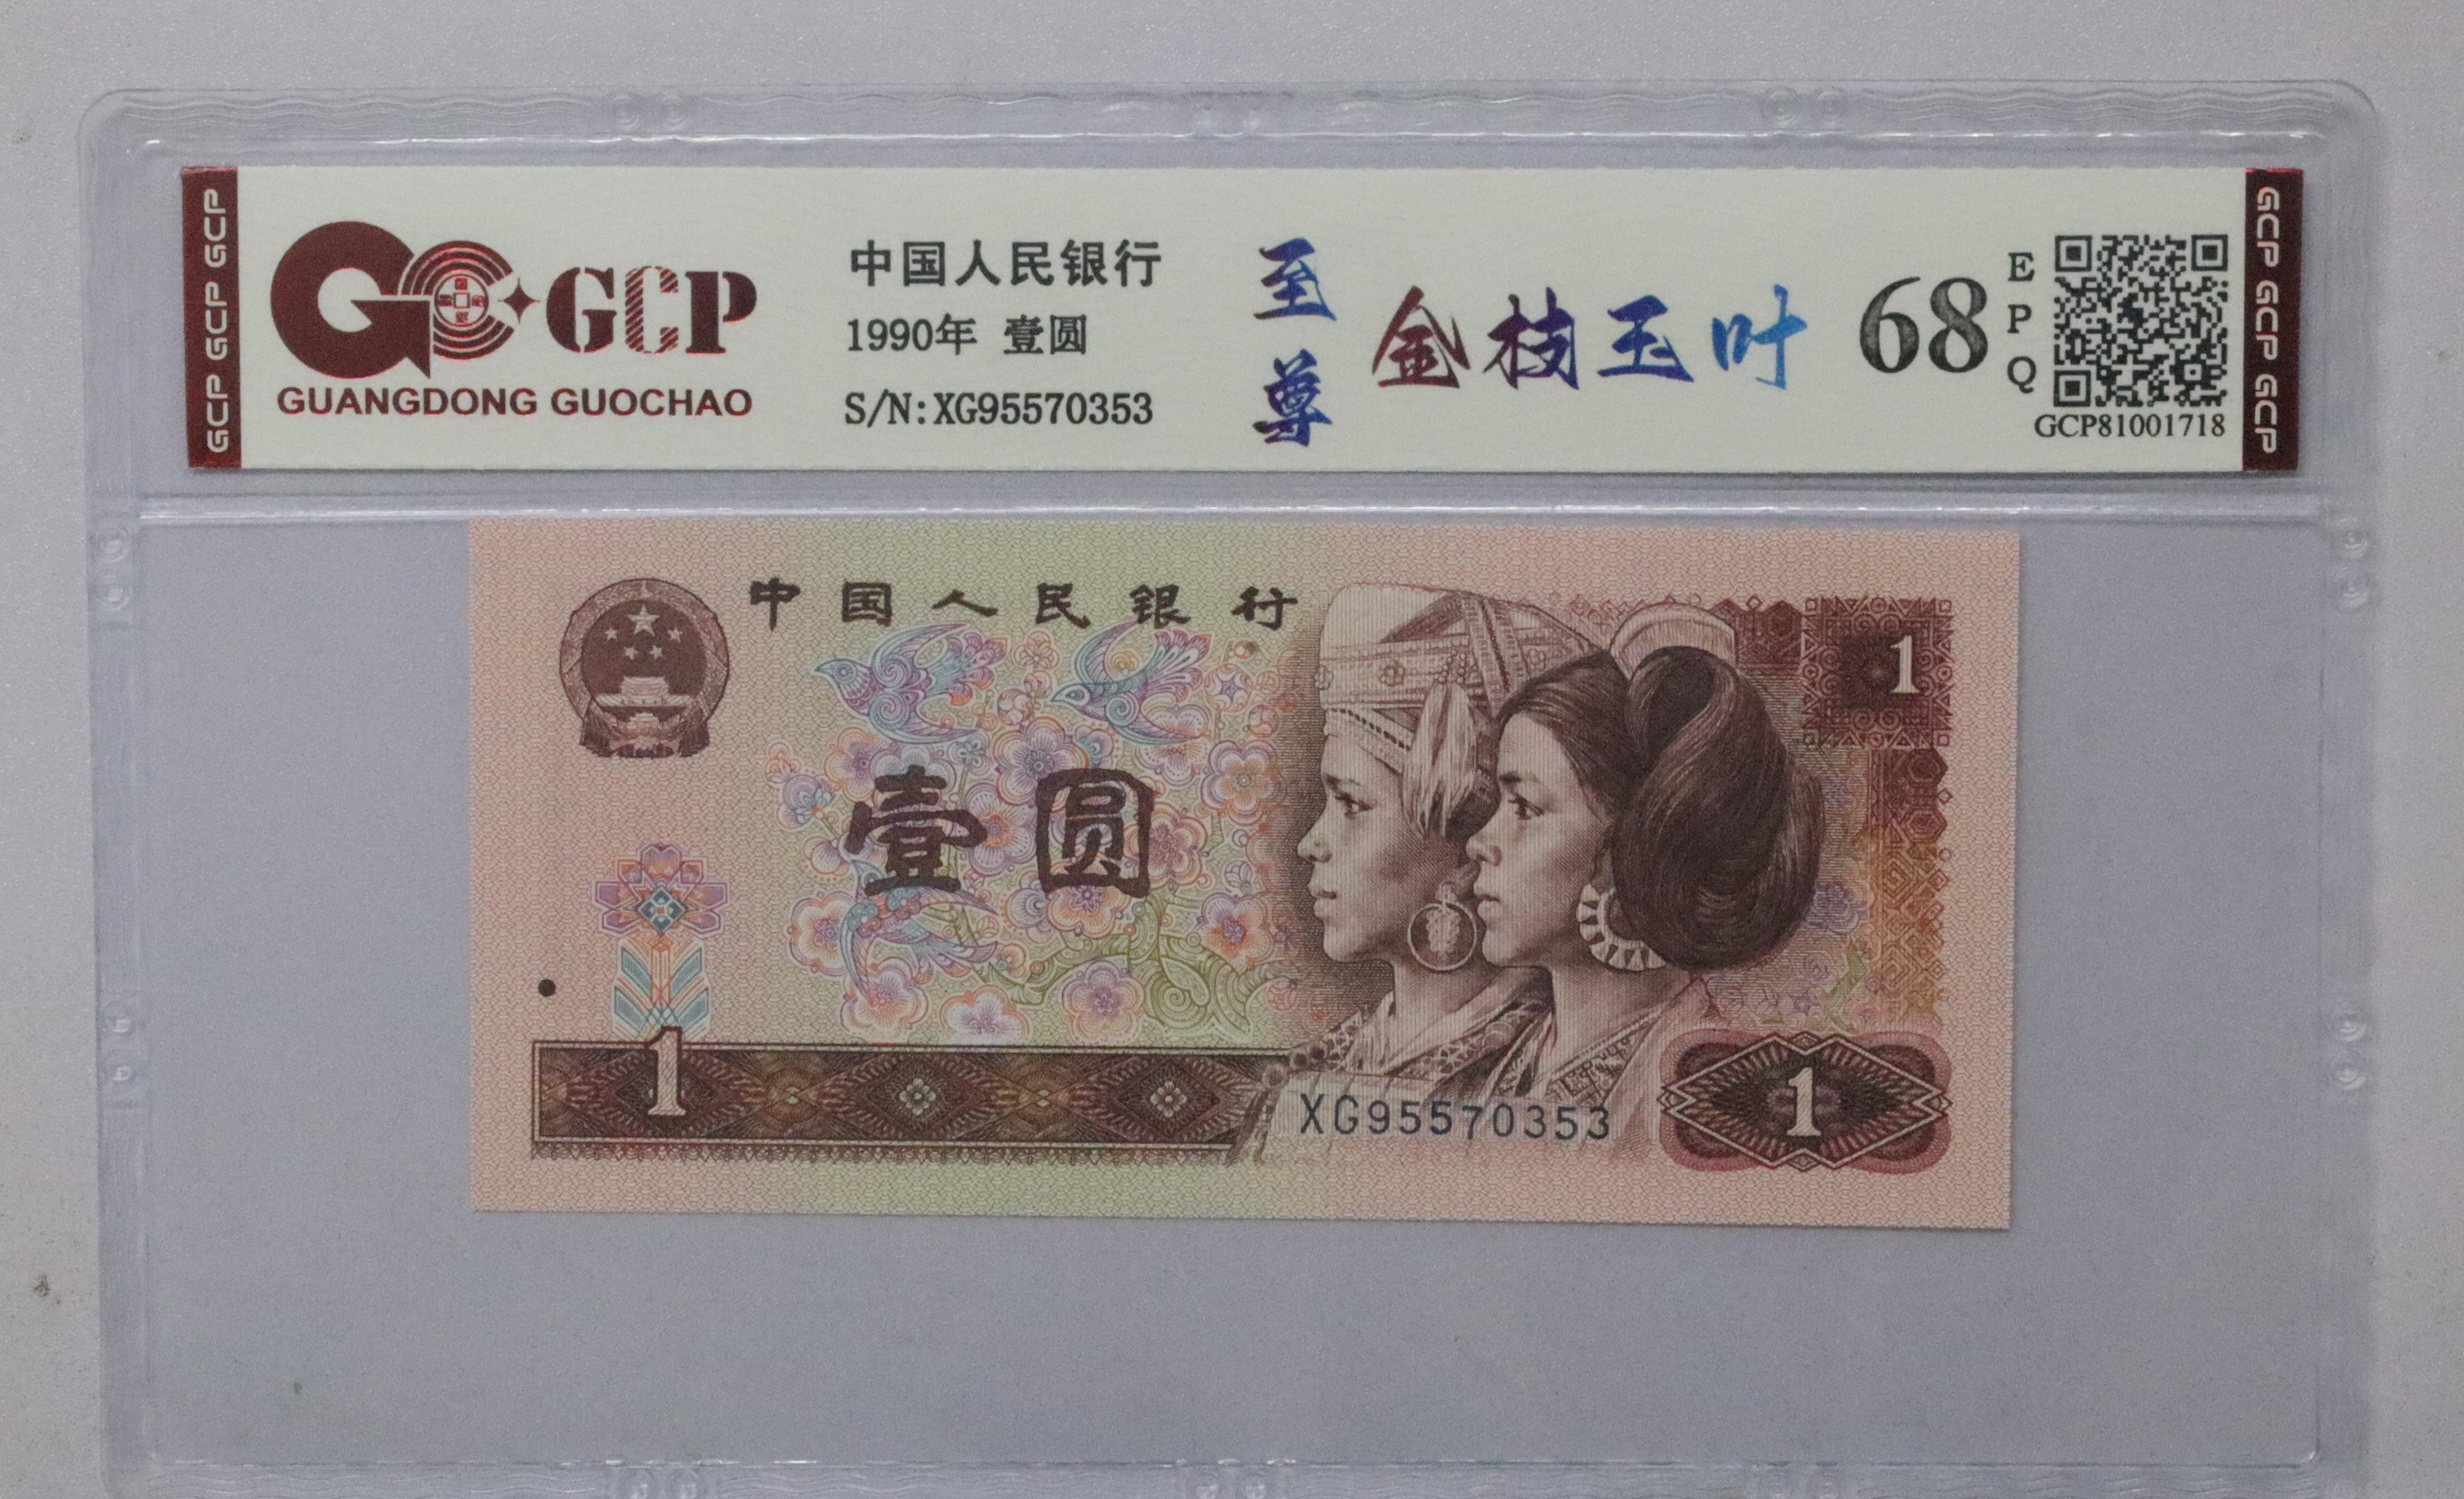 GCP GCP GCP
GCP
GUANGDONG GUOCHAO
中国人民银行
1990年 壹圆
S/N:XG95570353
至尊
金枝玉叶
68
EPQ
GCP81001718
GCP GCP GCP
中国人民银行
1
壹圆
1
XG95570353
1